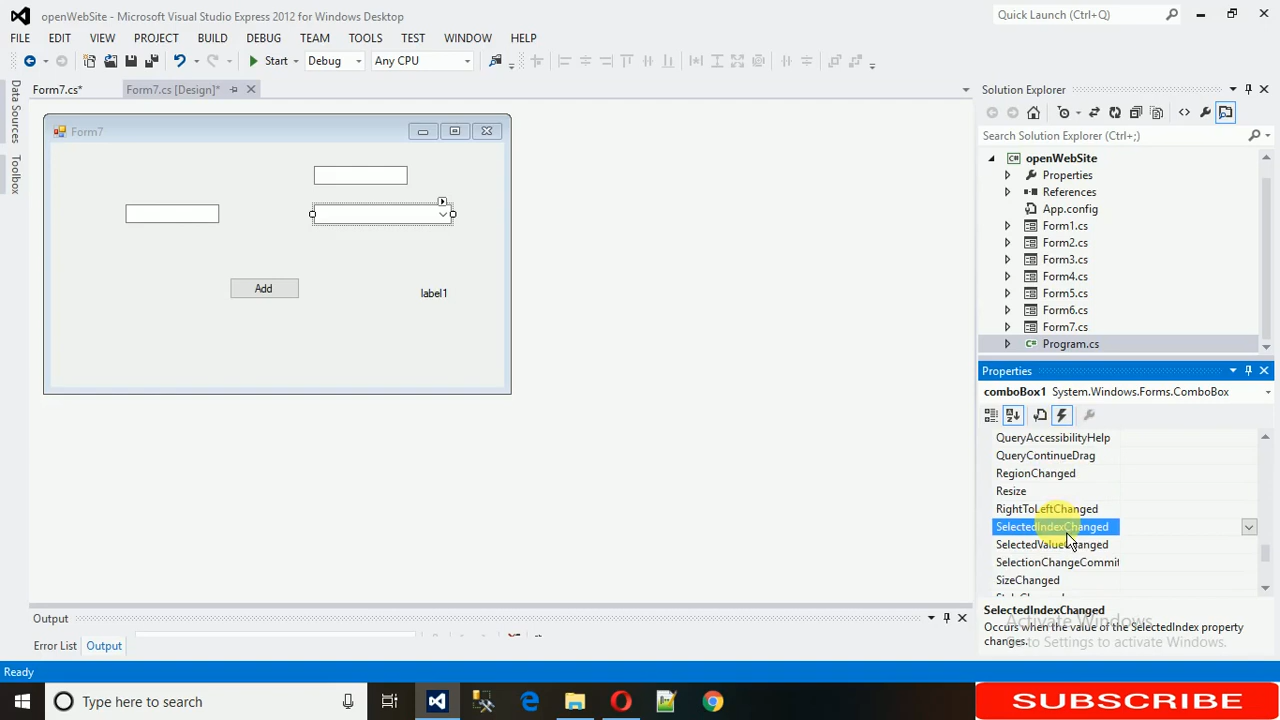 openWebSite - Microsoft Visual Studio Express 2012 for Windows Desktop
Quick Launch (Ctrl+Q)
FILE EDIT VIEW PROJECT BUILD DEBUG TEAM TOOLS TEST WINDOW HELP
Start Debug Any CPU
Data Sources
Toolbox
Form7.cs* Form7.cs [Design]*
Form7
Add
label1
Solution Explorer
Search Solution Explorer (Ctrl+;)
openWebSite
Properties
References
App.config
Form1.cs
Form2.cs
Form3.cs
Form4.cs
Form5.cs
Form6.cs
Form7.cs
Program.cs
Properties
comboBox1 System.Windows.Forms.ComboBox
QueryAccessibilityHelp
QueryContinueDrag
RegionChanged
Resize
RightToLeftChanged
SelectedIndexChanged
SelectedValueChanged
SelectionChangeCommit
SizeChanged
SelectedIndexChanged
Occurs when the value of the SelectedIndex property
changes.
Activate Windows
Go to Settings to activate Windows.
Output
Error List Output
Ready
Type here to search
SUBSCRIBE